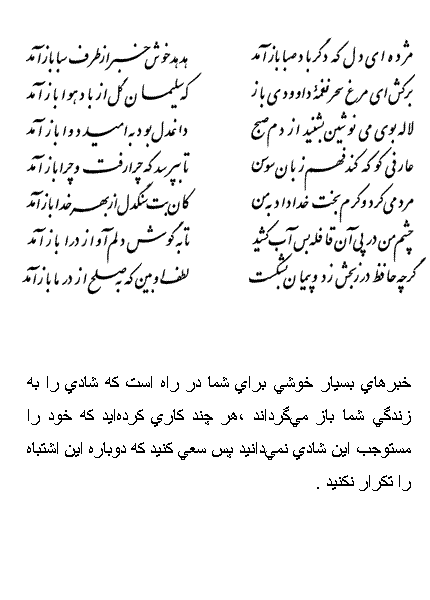 مژده ای دل که دگر باد صبا باز آمد هدهد خوش خبر از طرف سبا باز آمد
برکش ای مرغ سحر نغمهٔ داوودی باز که سلیمان گل از باد هوا باز آمد
لاله بوی می نوشین بشنید از دم صبح داغ دل بود به امید دوا باز آمد
عارفی کو که کند فهم زبان سوسن تا بپرسد که چرا رفت و چرا باز آمد
مردمی کرد و کرم بخت خداداد به من کان بت سنگدل از بهر خدا باز آمد
چشم من در پی آن قافله بس آب کشید تا به گوش دلم آواز درا باز آمد
گرچه حافظ در رنجش زد و پیمان بشکست لطف او بین که به صلح از در ما باز آمد
خبرهاي بسيار خوشي براي شما در راه است كه شادي را به
زندگي شما باز مي‌گرداند ،هر چند كاري كرده‌ايد كه خود را
مستوجب اين شادي نمي‌دانيد پس سعي كنيد كه دوباره اين اشتباه
را تكرار نكنيد .